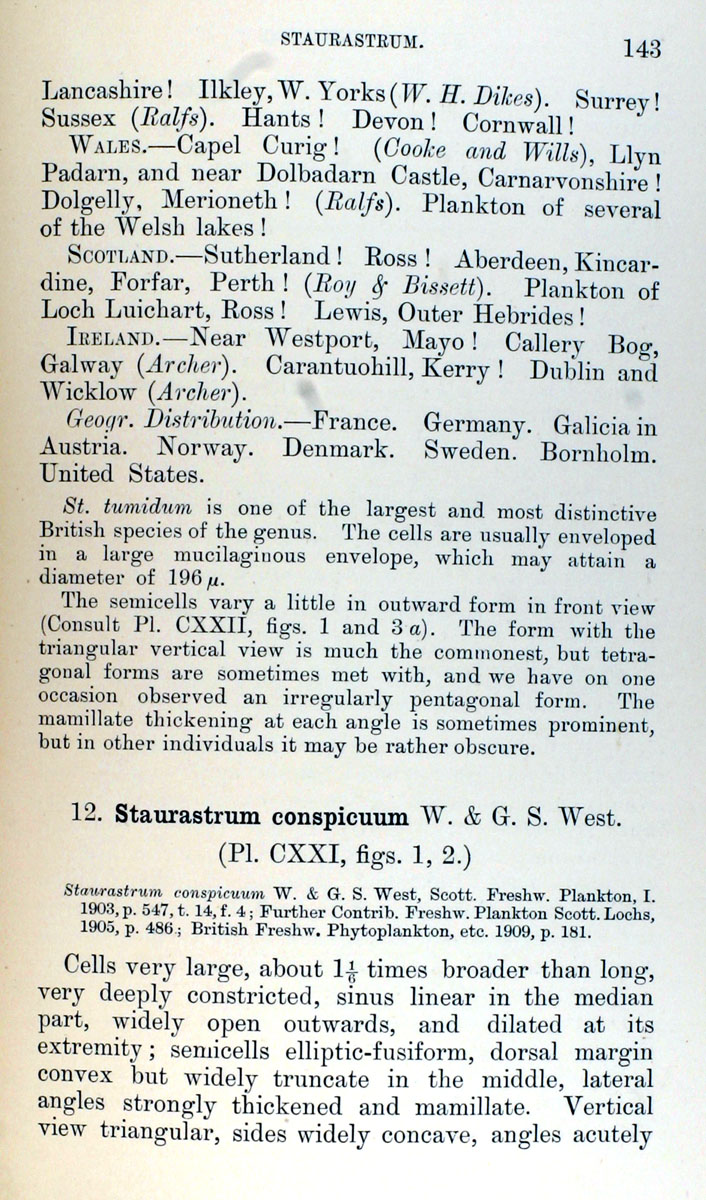 STAURASTRUM.
143
Lancashire! Ilkley, W. Yorks (W. H. Dikes). Surrey!
Sussex (Ralfs). Hants! Devon! Cornwall!
WALES.—Capel Curig! (Cooke and Wills), Llyn
Padarn, and near Dolbadarn Castle, Carnarvonshire!
Dolgelly, Merioneth! (Ralfs). Plankton of several
of the Welsh lakes!
SCOTLAND.—Sutherland! Ross! Aberdeen, Kincar-
dine, Forfar, Perth! (Roy & Bissett). Plankton of
Loch Luichart, Ross! Lewis, Outer Hebrides!
IRELAND.—Near Westport, Mayo! Callery Bog,
Galway (Archer). Carantuohill, Kerry! Dublin and
Wicklow (Archer).
Geogr. Distribution.—France. Germany. Galicia in
Austria. Norway. Denmark. Sweden. Bornholm.
United States.
St. tumidum is one of the largest and most distinctive
British species of the genus. The cells are usually enveloped
in a large mucilaginous envelope, which may attain a
diameter of 196 μ.
The semicells vary a little in outward form in front view
(Consult Pl. CXXII, figs. 1 and 3 a). The form with the
triangular vertical view is much the commonest, but tetra-
gonal forms are sometimes met with, and we have on one
occasion observed an irregularly pentagonal form. The
mamillate thickening at each angle is sometimes prominent,
but in other individuals it may be rather obscure.
12. Staurastrum conspicuum W. & G. S. West.
(Pl. CXXI, figs. 1, 2.)
Staurastrum conspicuum W. & G. S. West, Scott. Freshw. Plankton, I.
1903, p. 547, t. 14, f. 4; Further Contrib. Freshw. Plankton Scott. Lochs,
1905, p. 486; British Freshw. Phytoplankton, etc. 1909, p. 181.
Cells very large, about 1⅙ times broader than long,
very deeply constricted, sinus linear in the median
part, widely open outwards, and dilated at its
extremity; semicells elliptic-fusiform, dorsal margin
convex but widely truncate in the middle, lateral
angles strongly thickened and mamillate. Vertical
view triangular, sides widely concave, angles acutely